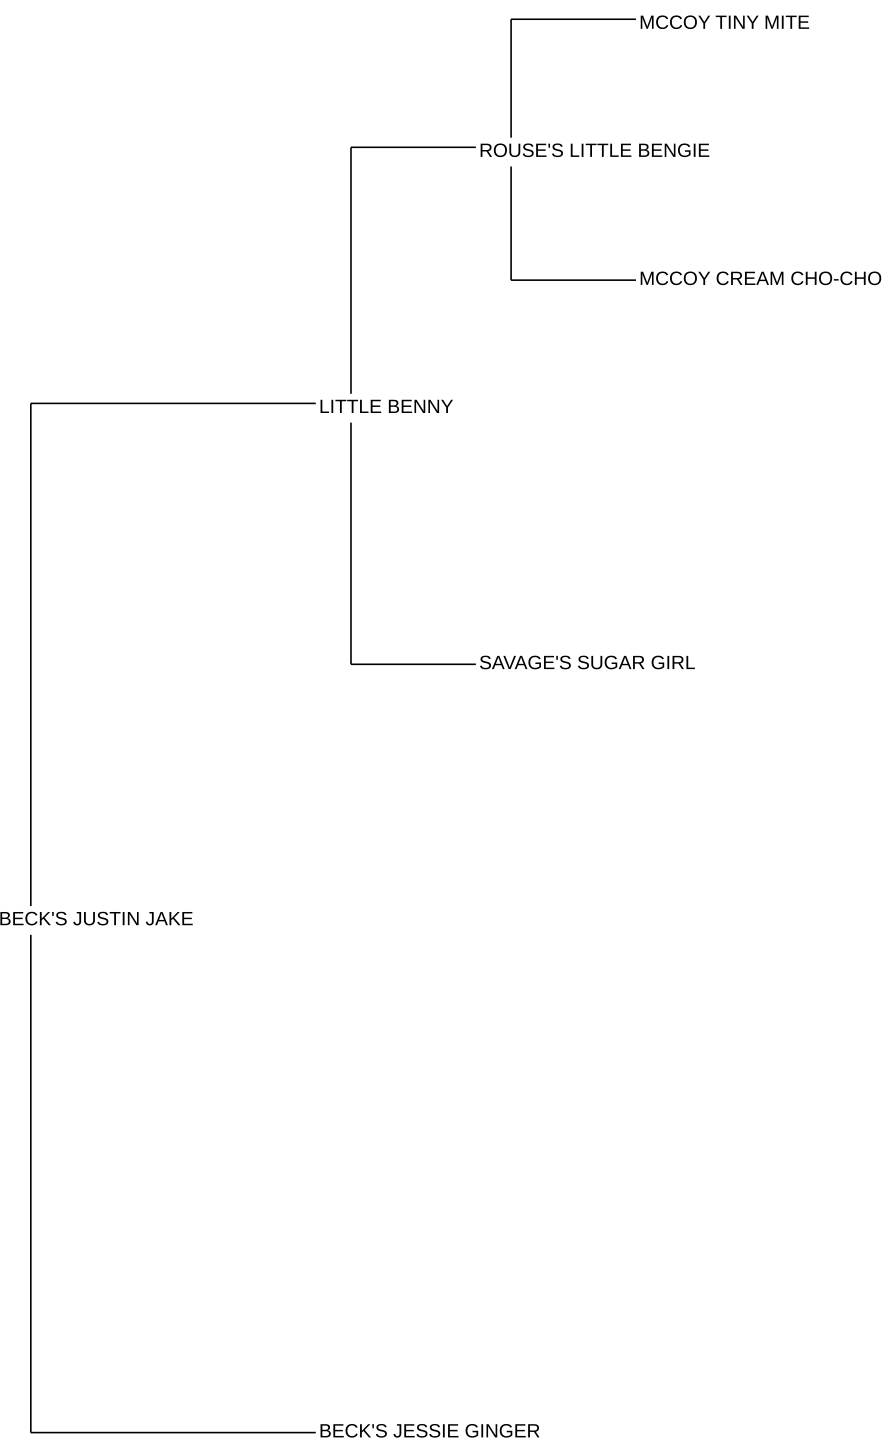 MCCOY TINY MITE
ROUSE'S LITTLE BENGIE
MCCOY CREAM CHO-CHO
LITTLE BENNY
SAVAGE'S SUGAR GIRL
BECK'S JUSTIN JAKE
BECK'S JESSIE GINGER